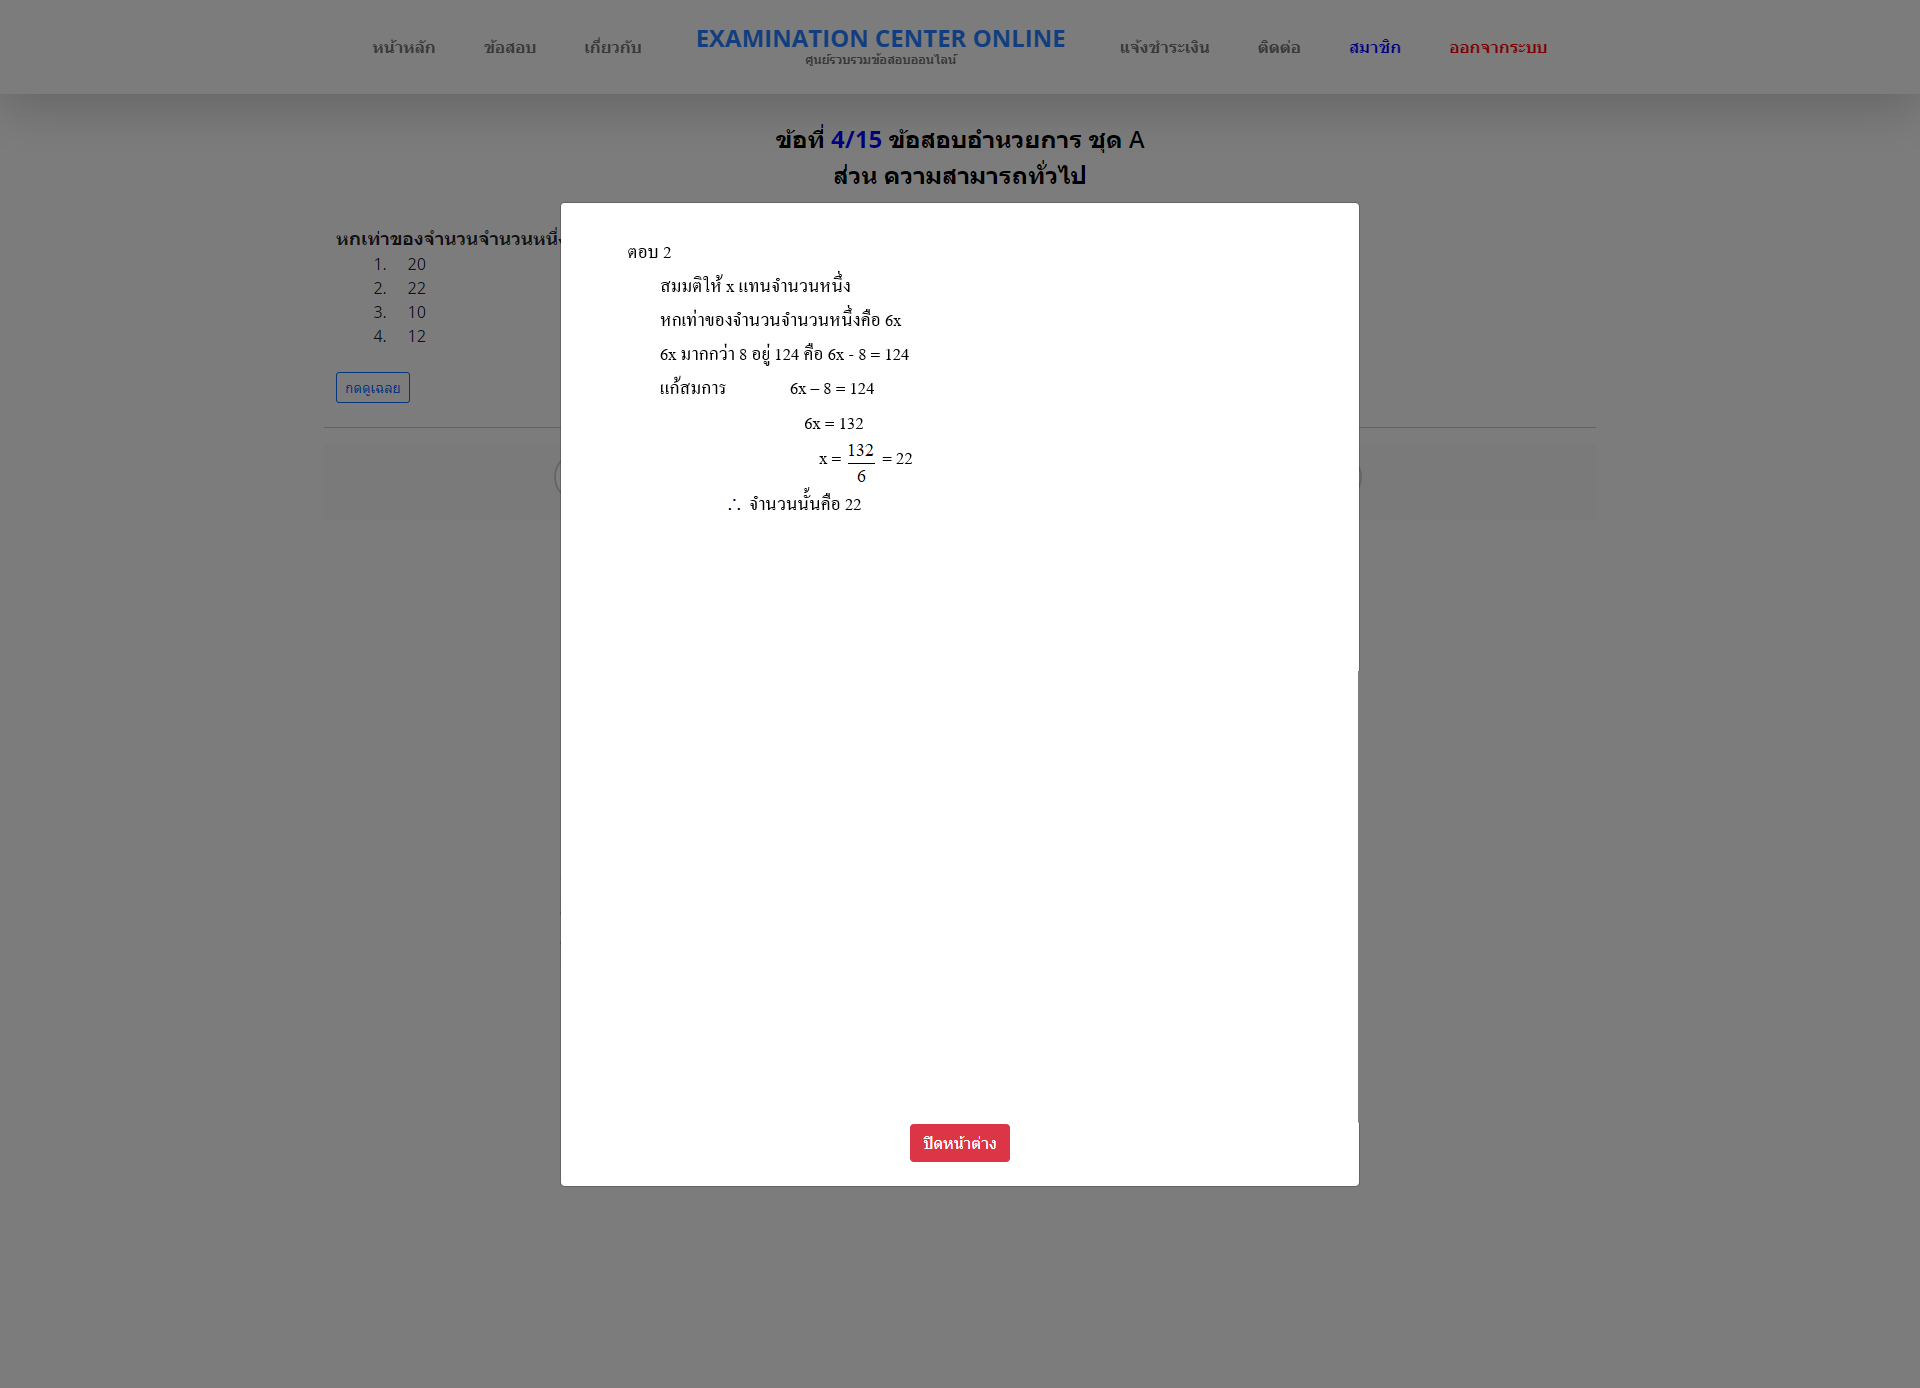 หน้าหลัก ข้อสอบ เกี่ยวกับ EXAMINATION CENTER ONLINE แจ้งชำระเงิน ติดต่อ สมาชิก ออกจากระบบ
ศูนย์รวบรวมข้อสอบออนไลน์
ข้อที่ 4/15 ข้อสอบอำนวยการ ชุด A
ส่วน ความสามารถทั่วไป
หกเท่าของจำนวนจำนวนหนึ่ง
1. 20
2. 22
3. 10
4. 12
กดดูเฉลย
ตอบ 2
สมมติให้ x แทนจำนวนหนึ่ง
หกเท่าของจำนวนจำนวนหนึ่งคือ 6x
6x มากกว่า 8 อยู่ 124 คือ 6x - 8 = 124
แก้สมการ 6x – 8 = 124
6x = 132
x = 132/6 = 22
∴ จำนวนนั้นคือ 22
ปิดหน้าต่าง